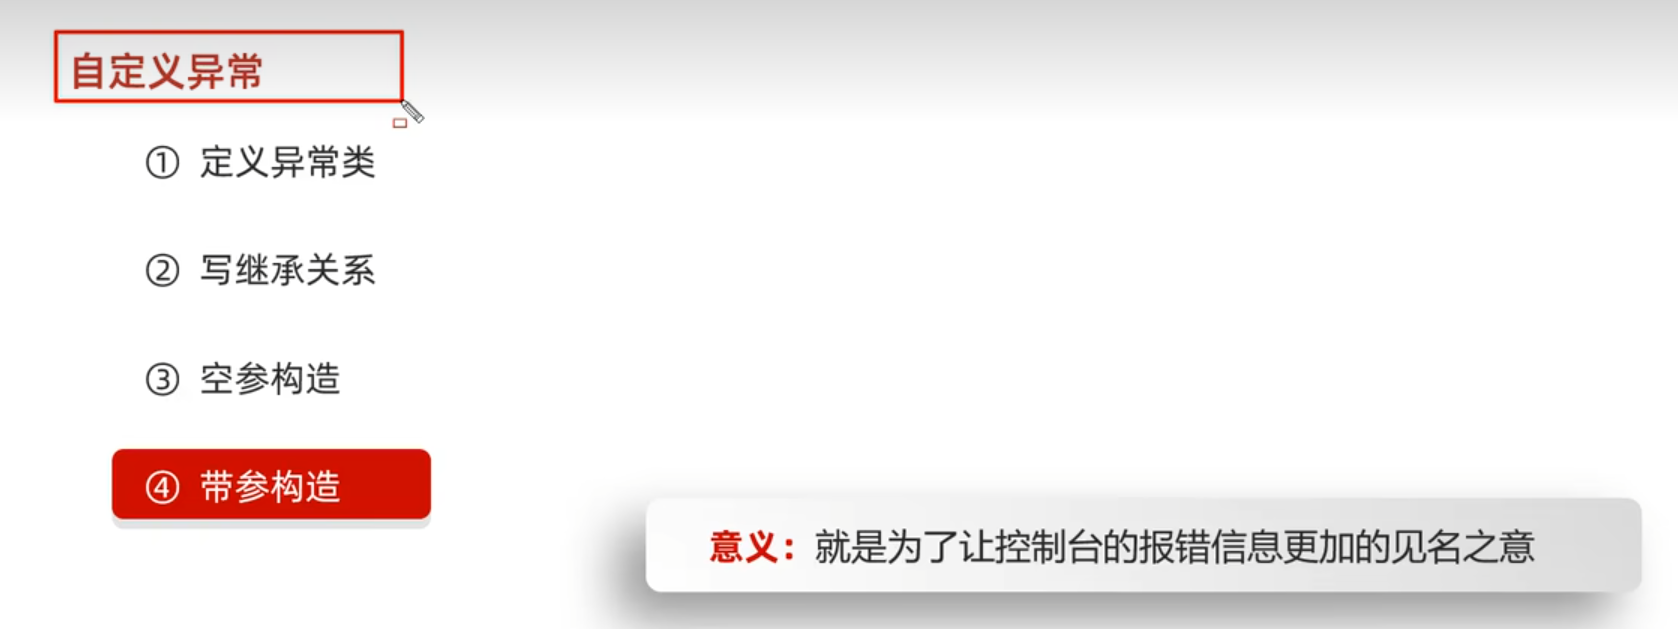 自定义异常
① 定义异常类
② 写继承关系
③ 空参构造
④ 带参构造
意义：就是为了让控制台的报错信息更加的见名之意